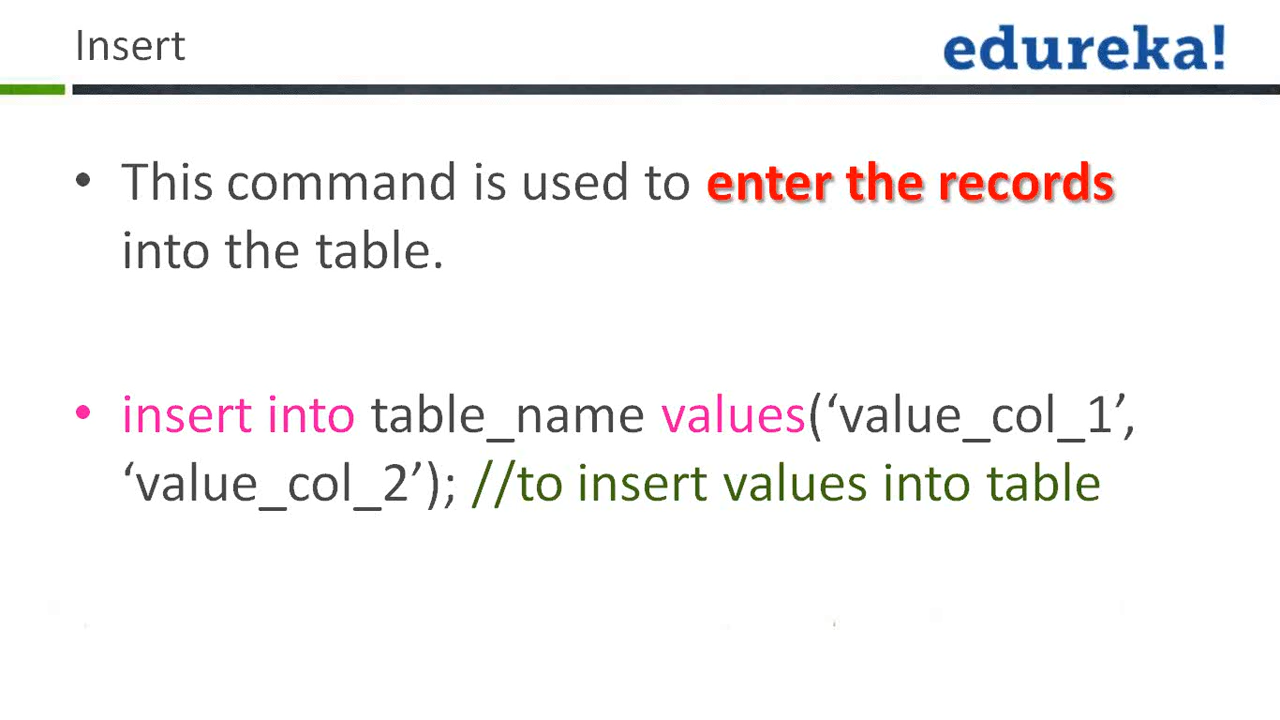 Insert
edureka!
• This command is used to enter the records
into the table.
• insert into table_name values(‘value_col_1’,
‘value_col_2’); //to insert values into table